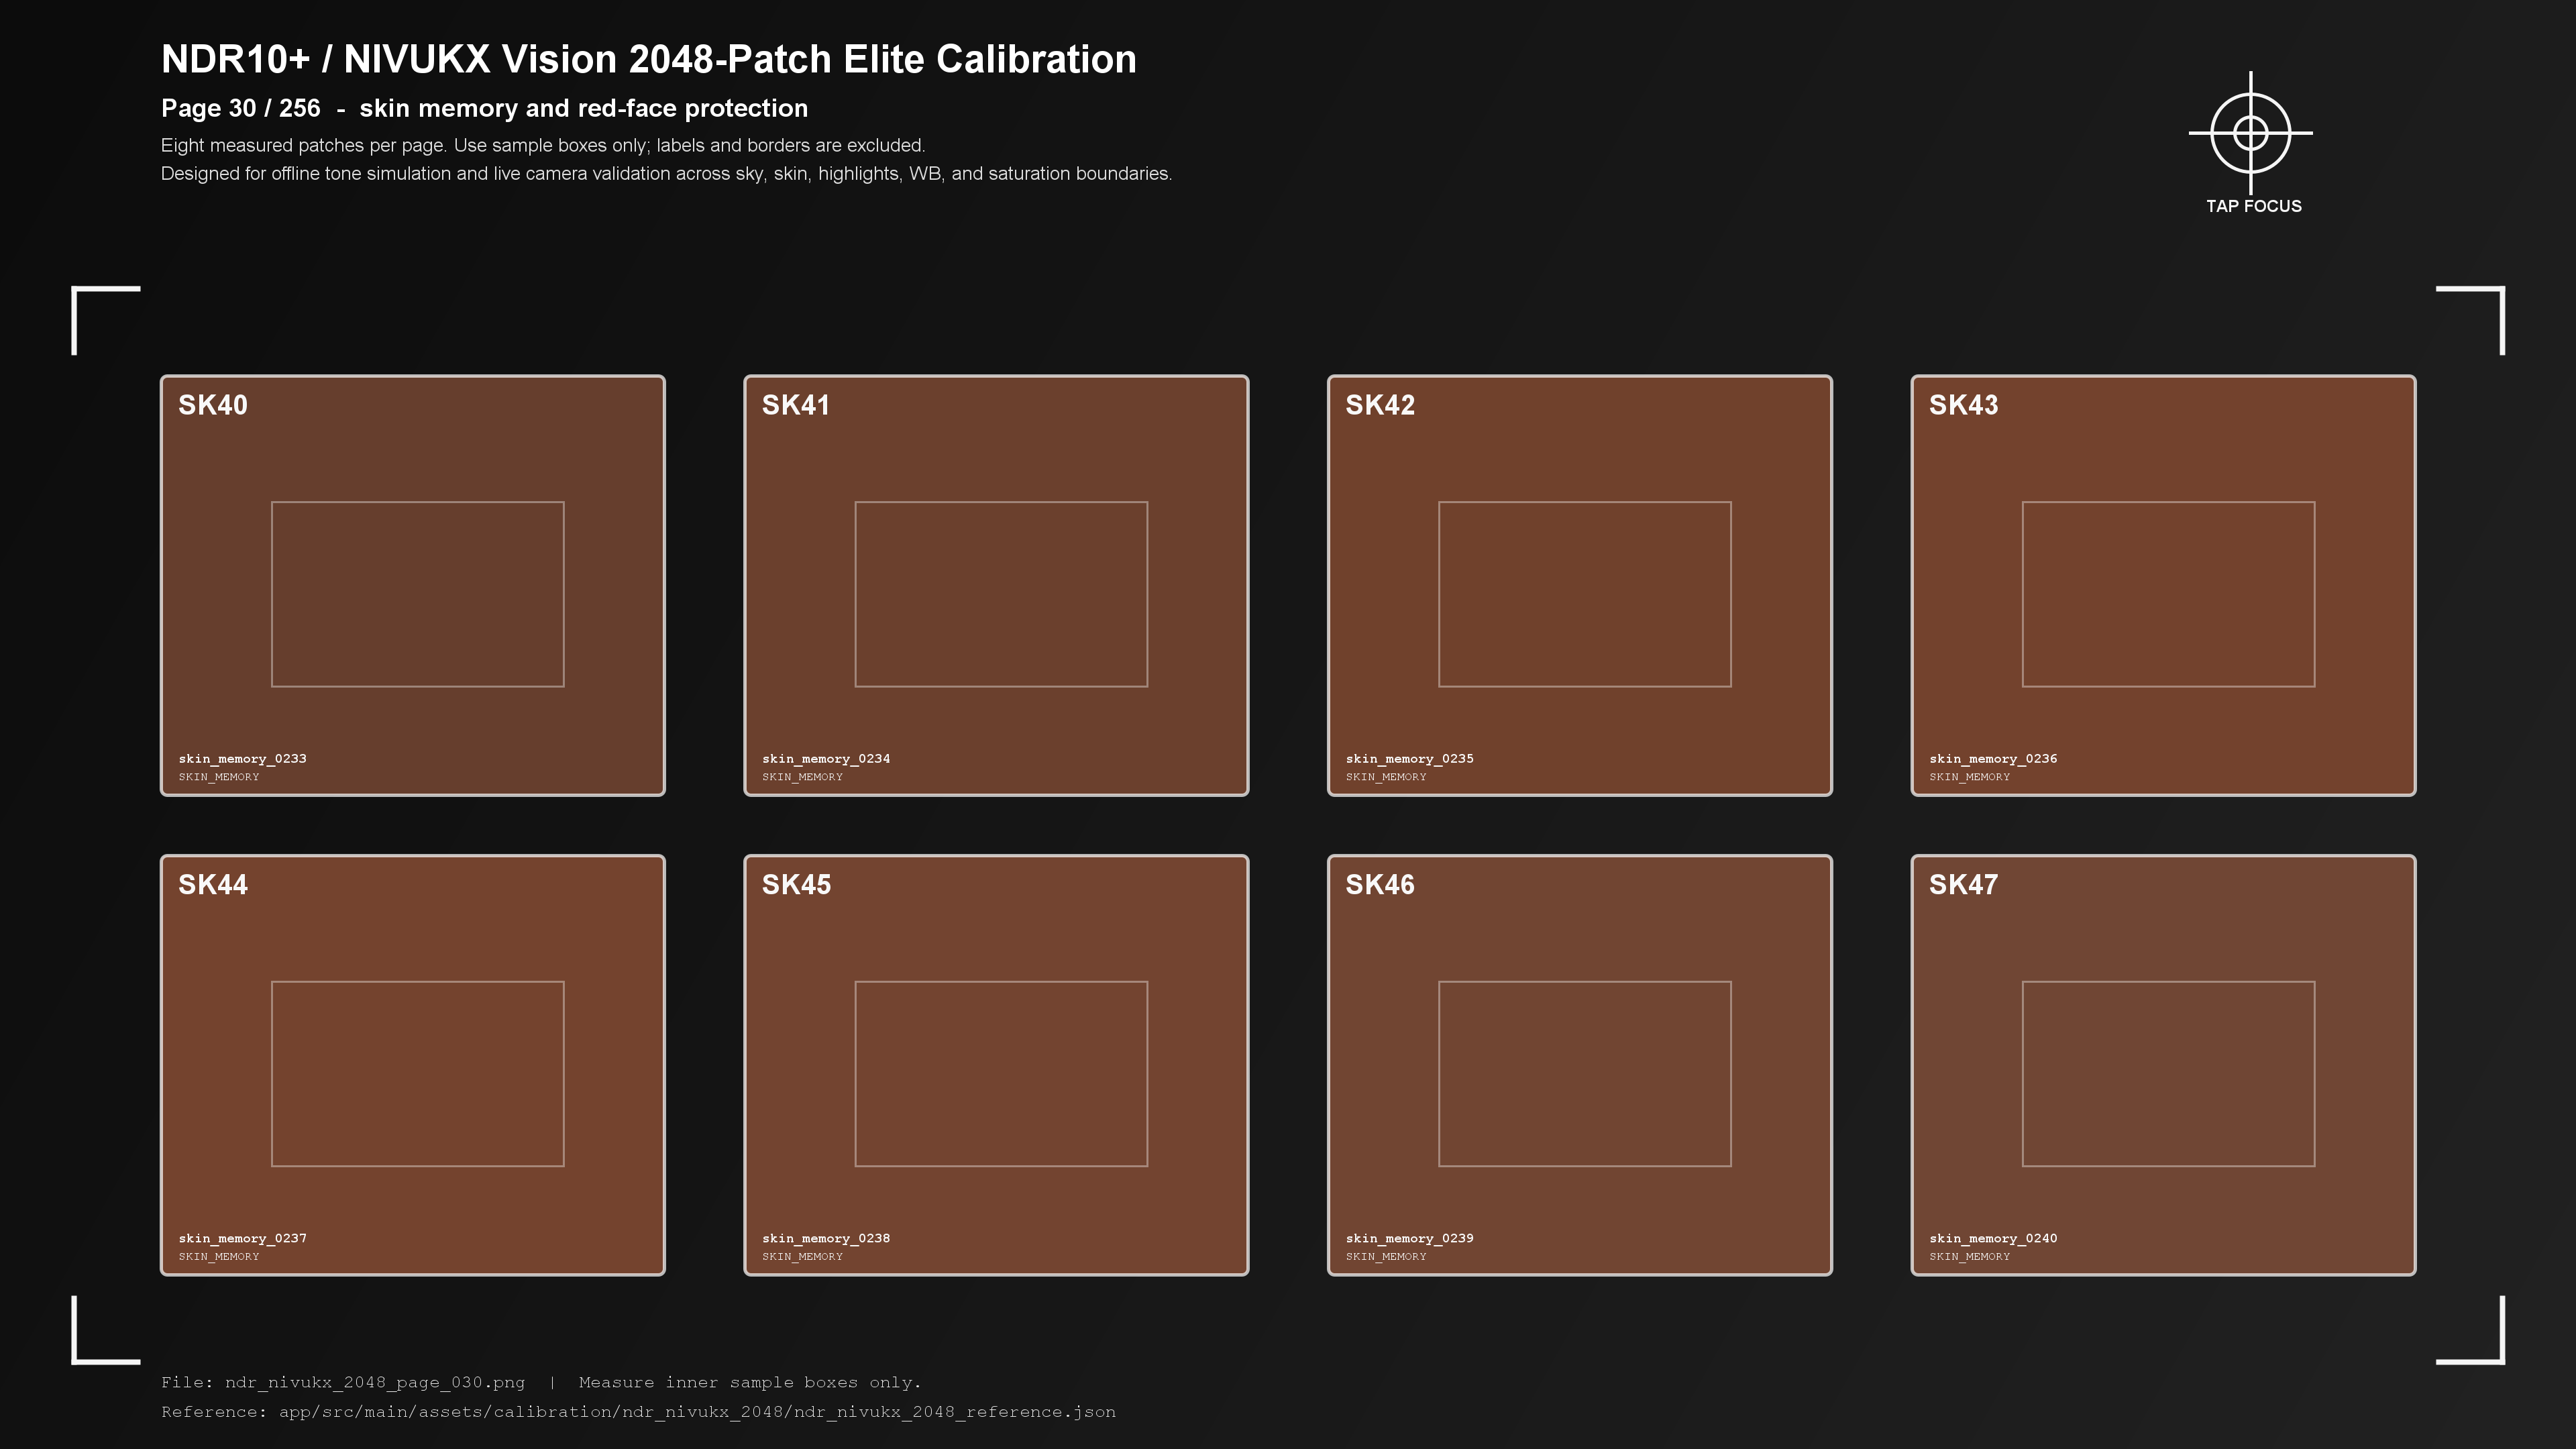 NDR10+ / NIVUKX Vision 2048-Patch Elite Calibration
Page 30 / 256 - skin memory and red-face protection
Eight measured patches per page. Use sample boxes only; labels and borders are excluded.
Designed for offline tone simulation and live camera validation across sky, skin, highlights, WB, and saturation boundaries.
TAP FOCUS
SK40
skin_memory_0233
SKIN_MEMORY
SK41
skin_memory_0234
SKIN_MEMORY
SK42
skin_memory_0235
SKIN_MEMORY
SK43
skin_memory_0236
SKIN_MEMORY
SK44
skin_memory_0237
SKIN_MEMORY
SK45
skin_memory_0238
SKIN_MEMORY
SK46
skin_memory_0239
SKIN_MEMORY
SK47
skin_memory_0240
SKIN_MEMORY
File: ndr_nivukx_2048_page_030.png | Measure inner sample boxes only.
Reference: app/src/main/assets/calibration/ndr_nivukx_2048/ndr_nivukx_2048_reference.json